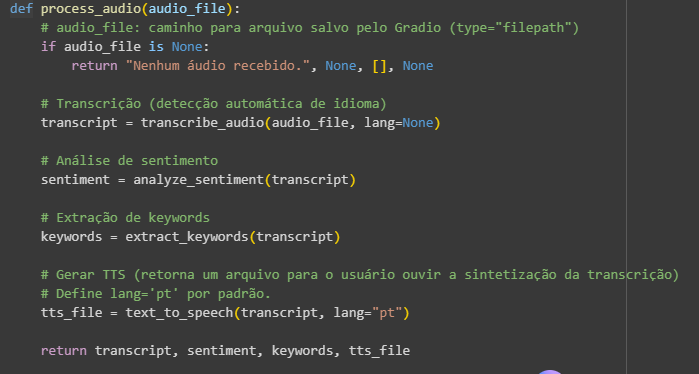 def process_audio(audio_file):
    # audio_file: caminho para arquivo salvo pelo Gradio (type="filepath")
    if audio_file is None:
        return "Nenhum áudio recebido.", None, [], None

    # Transcrição (detecção automática de idioma)
    transcript = transcribe_audio(audio_file, lang=None)

    # Análise de sentimento
    sentiment = analyze_sentiment(transcript)

    # Extração de keywords
    keywords = extract_keywords(transcript)

    # Gerar TTS (retorna um arquivo para o usuário ouvir a sintetização da transcrição)
    # Define lang='pt' por padrão.
    tts_file = text_to_speech(transcript, lang="pt")

    return transcript, sentiment, keywords, tts_file